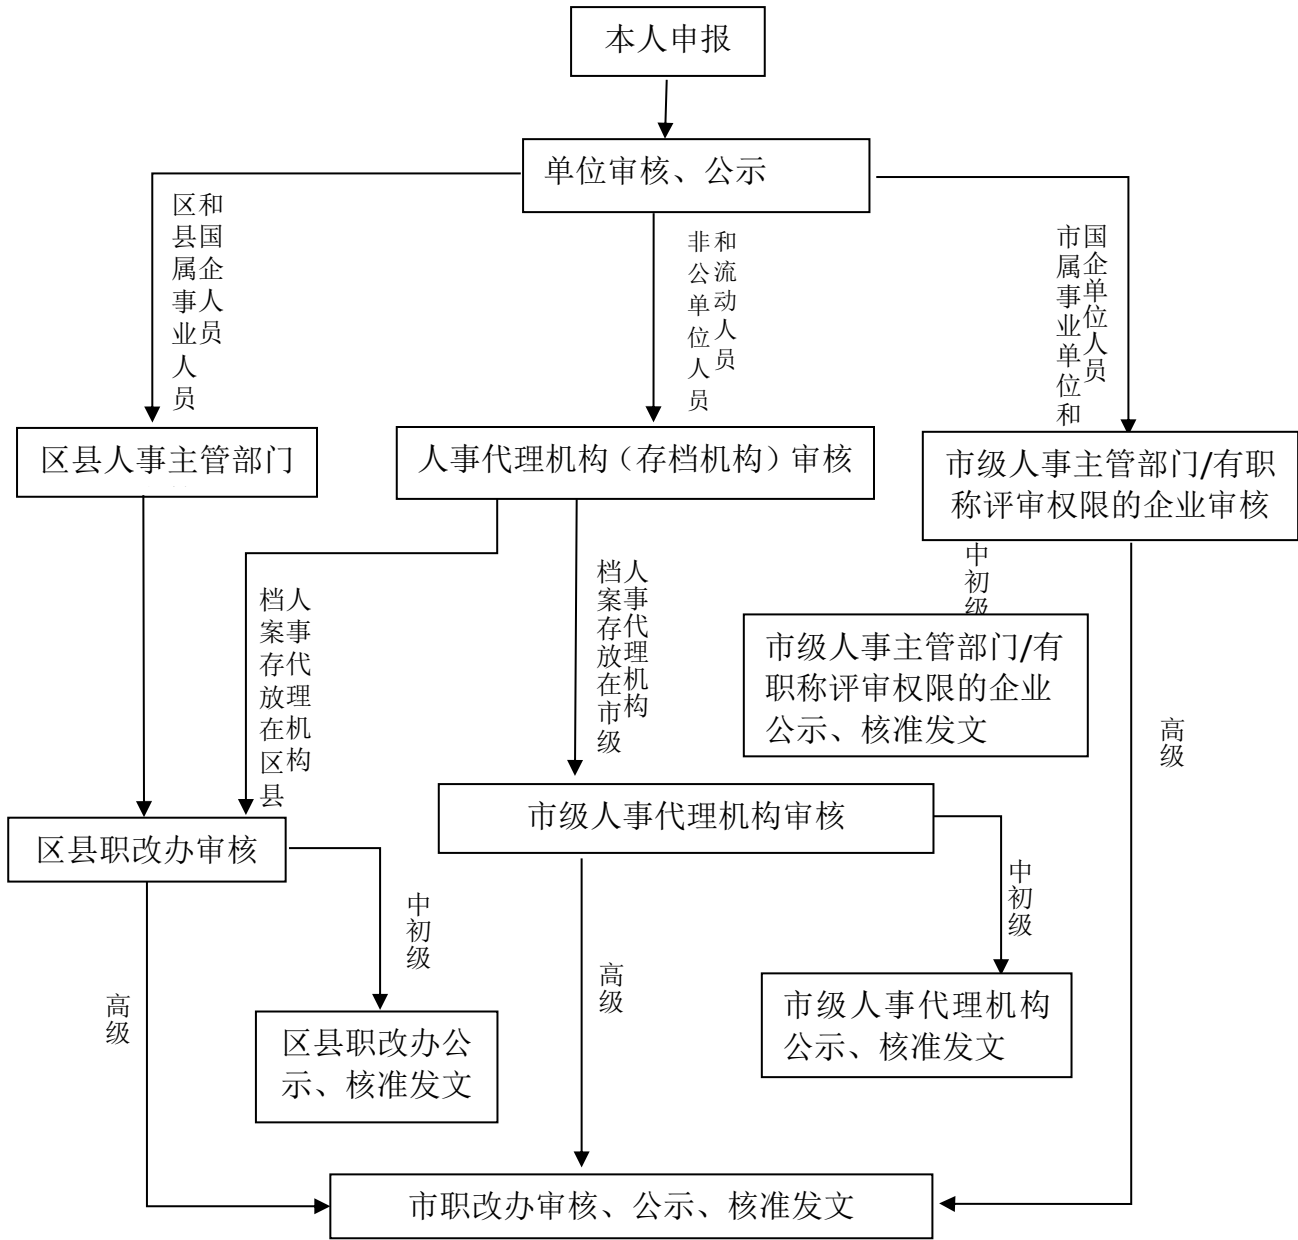 本人申报
单位审核、公示
区县属事业人员
和国企人员
非公单位人员
和流动人员
市属事业单位和
国企单位人员
区县人事主管部门
人事代理机构（存档机构）审核
市级人事主管部门/有职
称评审权限的企业审核
档案存放在区县
人事代理机构
档案存放在市级
人事代理机构
中初级
市级人事主管部门/有
职称评审权限的企业
公示、核准发文
高级
区县职改办审核
市级人事代理机构审核
中初级
高级
中初级
高级
区县职改办公
示、核准发文
市级人事代理机构
公示、核准发文
市职改办审核、公示、核准发文